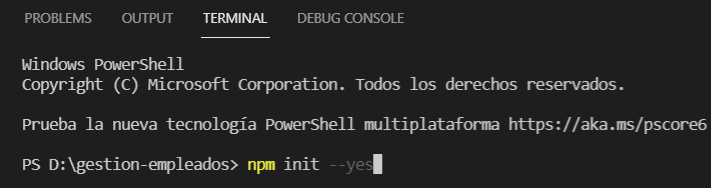 PROBLEMS OUTPUT TERMINAL DEBUG CONSOLE
Windows PowerShell
Copyright (C) Microsoft Corporation. Todos los derechos reservados.
Prueba la nueva tecnología PowerShell multiplataforma https://aka.ms/pscore6
PS D:\gestion-empleados> npm init --yes